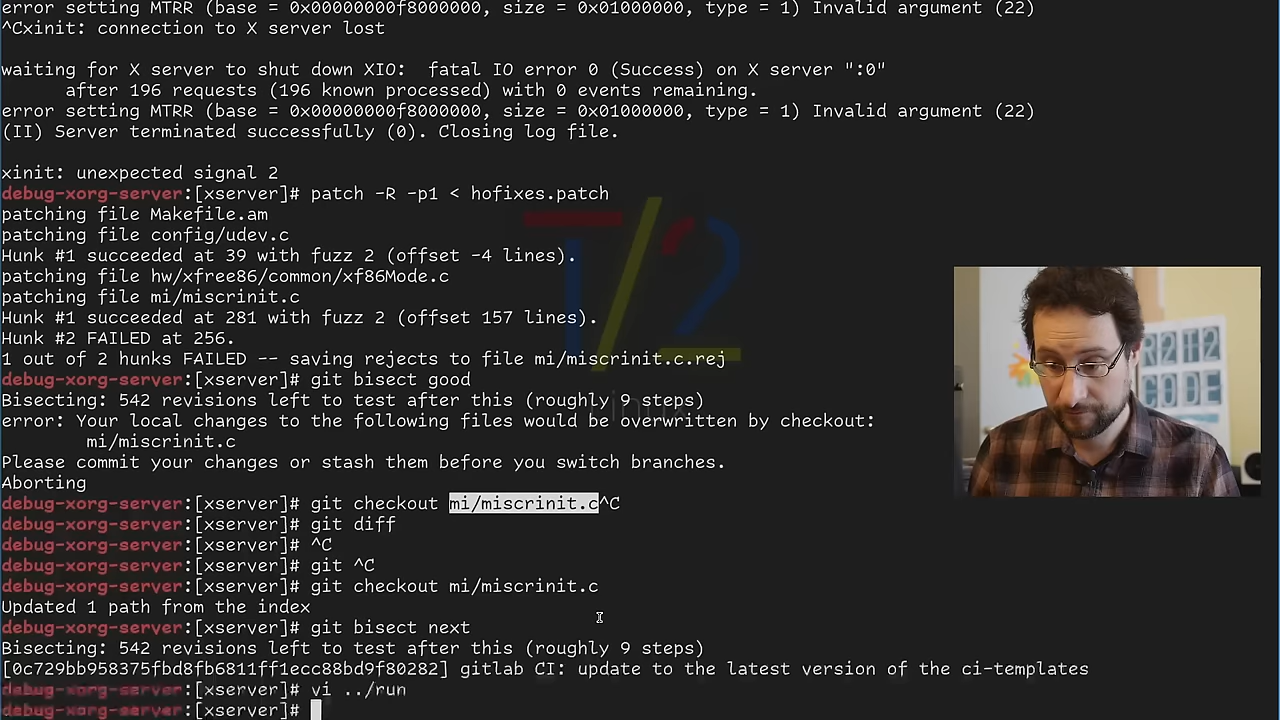 error setting MTRR (base = 0x00000000f8000000, size = 0x01000000, type = 1) Invalid argument (22)
^Cxinit: connection to X server lost
waiting for X server to shut down XIO:  fatal IO error 0 (Success) on X server ":0"
      after 196 requests (196 known processed) with 0 events remaining.
error setting MTRR (base = 0x00000000f8000000, size = 0x01000000, type = 1) Invalid argument (22)
(II) Server terminated successfully (0). Closing log file.
xinit: unexpected signal 2
debug-xorg-server:[xserver]# patch -R -p1 < hofixes.patch
patching file Makefile.am
patching file config/udev.c
Hunk #1 succeeded at 39 with fuzz 2 (offset -4 lines).
patching file hw/xfree86/common/xf86Mode.c
patching file mi/miscrinit.c
Hunk #1 succeeded at 281 with fuzz 2 (offset 157 lines).
Hunk #2 FAILED at 256.
1 out of 2 hunks FAILED -- saving rejects to file mi/miscrinit.c.rej
debug-xorg-server:[xserver]# git bisect good
Bisecting: 542 revisions left to test after this (roughly 9 steps)
error: Your local changes to the following files would be overwritten by checkout:
        mi/miscrinit.c
Please commit your changes or stash them before you switch branches.
Aborting
debug-xorg-server:[xserver]# git checkout mi/miscrinit.c^C
debug-xorg-server:[xserver]# git diff
debug-xorg-server:[xserver]# ^C
debug-xorg-server:[xserver]# git ^C
debug-xorg-server:[xserver]# git checkout mi/miscrinit.c
Updated 1 path from the index
debug-xorg-server:[xserver]# git bisect next
Bisecting: 542 revisions left to test after this (roughly 9 steps)
[0c729bb958375fbd8fb6811ff1ecc88bd9f80282] gitlab CI: update to the latest version of the ci-templates
debug-xorg-server:[xserver]# vi ../run
debug-xorg-server:[xserver]#
T/2
Linux
R2T2
CODE